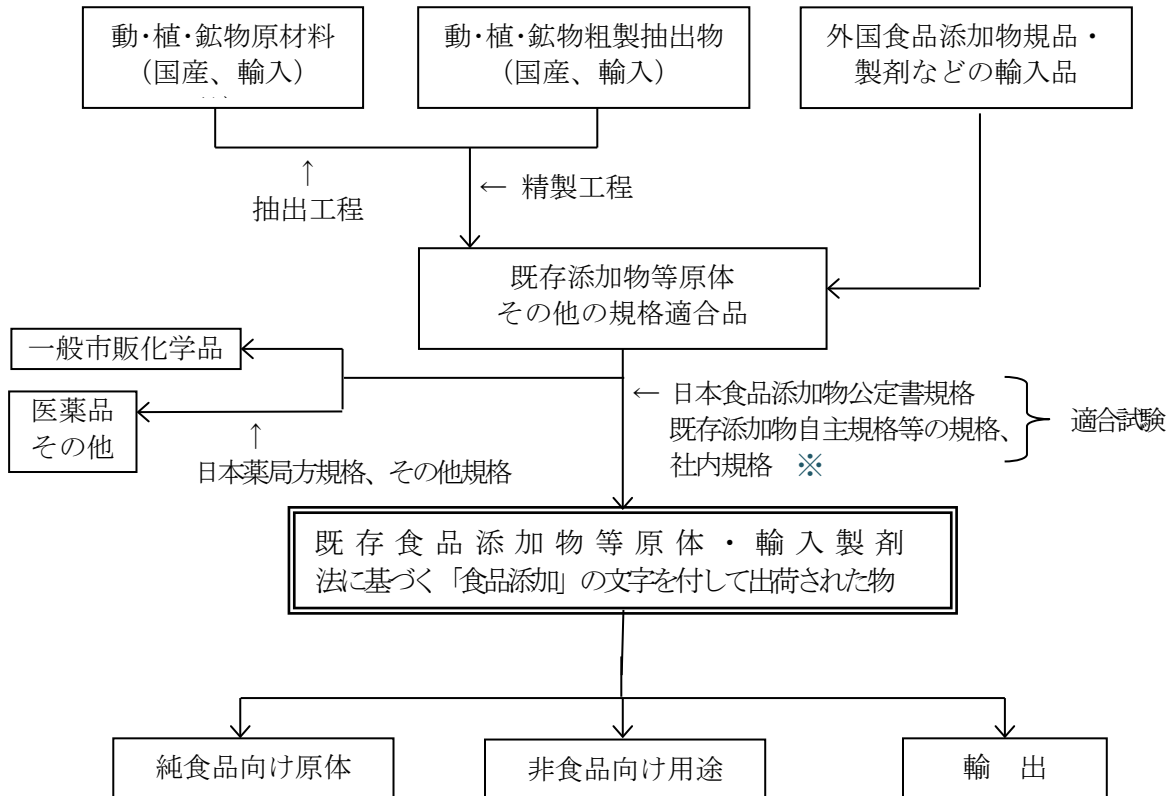 動・植・鉱物原材料
（国産、輸入）
動・植・鉱物粗製抽出物
（国産、輸入）
外国食品添加物規品・
製剤などの輸入品
↑
抽出工程
← 精製工程
既存添加物等原体
その他の規格適合品
一般市販化学品
医薬品
その他
↑
日本薬局方規格、その他規格
← 日本食品添加物公定書規格
既存添加物自主規格等の規格、
社内規格 ※
適合試験
既存食品添加物等原体・輸入製剤
法に基づく「食品添加」の文字を付して出荷された物
純食品向け原体
非食品向け用途
輸 出